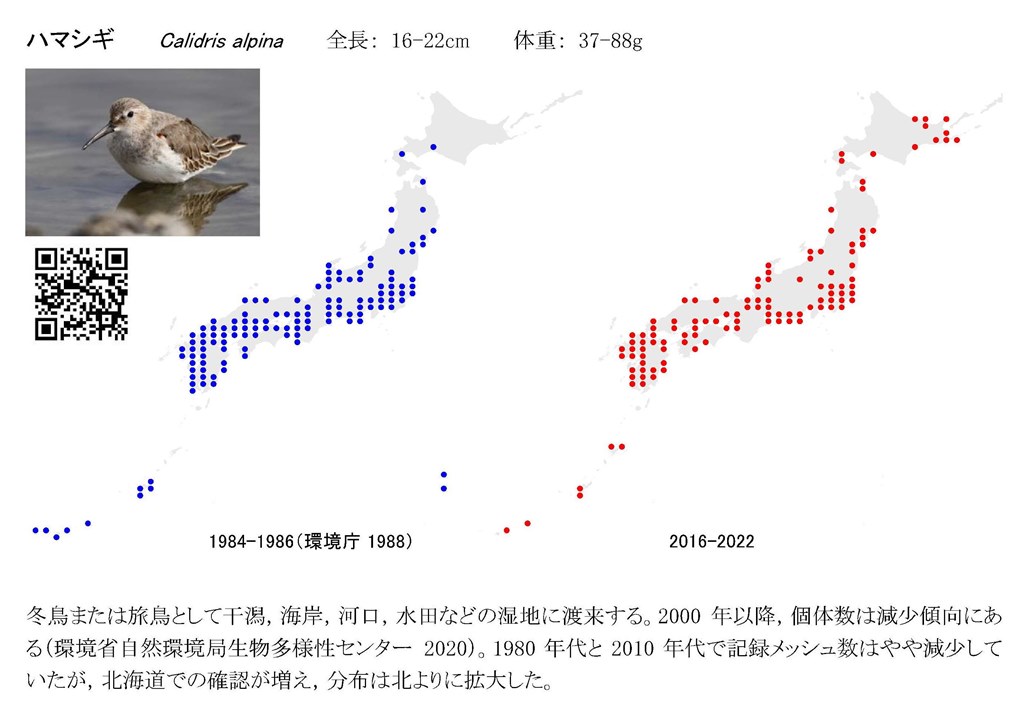 ハマシギ Calidris alpina 全長： 16-22cm 体重： 37-88g
1984-1986（環境庁 1988） 2016-2022
冬鳥または旅鳥として干潟，海岸，河口，水田などの湿地に渡来する。2000 年以降，個体数は減少傾向にあ
る（環境省自然環境局生物多様性センター 2020）。1980 年代と 2010 年代で記録メッシュ数はやや減少して
いたが，北海道での確認が増え，分布は北よりに拡大した。